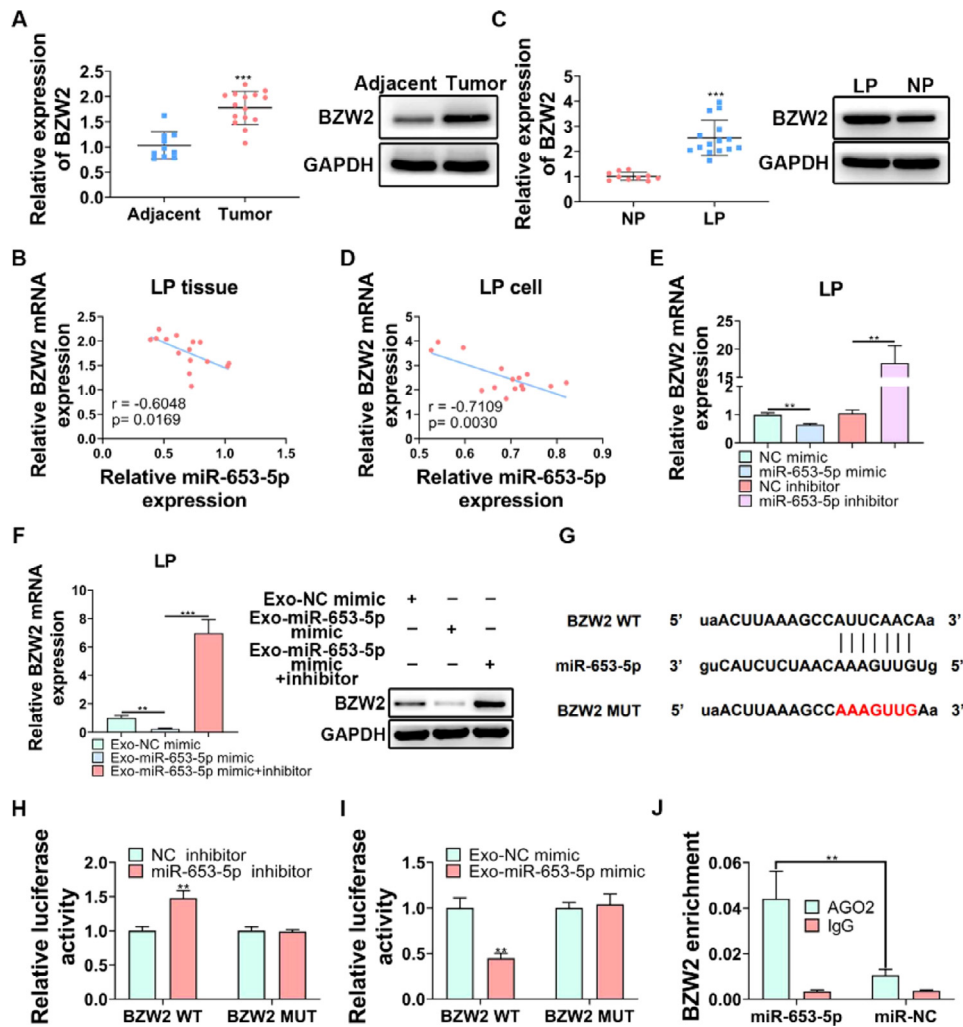 A
Relative expression
of BZW2
2.5
2.0
1.5
1.0
0.5
0.0
***
Adjacent
Tumor
Adjacent Tumor
BZW2
GAPDH
C
Relative expression
of BZW2
5
4
3
2
1
0
***
NP
LP
LP NP
BZW2
GAPDH
B
LP tissue
Relative BZW2 mRNA
expression
2.5
2.0
1.5
1.0
0.5
0.0
r = -0.6048
p= 0.0169
0.0 0.5 1.0 1.5
Relative miR-653-5p
expression
D
LP cell
Relative BZW2 mRNA
expression
5
4
3
2
1
0
r = -0.7109
p= 0.0030
0.5 0.6 0.7 0.8 0.9
Relative miR-653-5p
expression
E
LP
Relative BZW2 mRNA
expression
25
20
15
5
1
0
**
**
NC mimic
miR-653-5p mimic
NC inhibitor
miR-653-5p inhibitor
F
LP
Relative BZW2 mRNA
expression
8
6
4
2
0
**
***
Exo-NC mimic
Exo-miR-653-5p mimic
Exo-miR-653-5p mimic+inhibitor
Exo-NC mimic + – –
Exo-miR-653-5p
mimic – + –
Exo-miR-653-5p
mimic
+inhibitor – – +
BZW2
GAPDH
G
BZW2 WT 5' uaACUUAAAGCCAUUCAACAa 3'
miR-653-5p 3' guCAUCUCUAACAAAGUUGUg 5'
BZW2 MUT 5' uaACUUAAAGCCAAAGUUGAa 3'
H
Relative luciferase
activity
2.0
1.5
1.0
0.5
0.0
NC inhibitor
miR-653-5p inhibitor
**
BZW2 WT BZW2 MUT
I
Relative luciferase
activity
2.0
1.5
1.0
0.5
0.0
Exo-NC mimic
Exo-miR-653-5p mimic
**
BZW2 WT BZW2 MUT
J
BZW2 enrichment
0.06
0.04
0.02
0.00
**
AGO2
IgG
miR-653-5p miR-NC